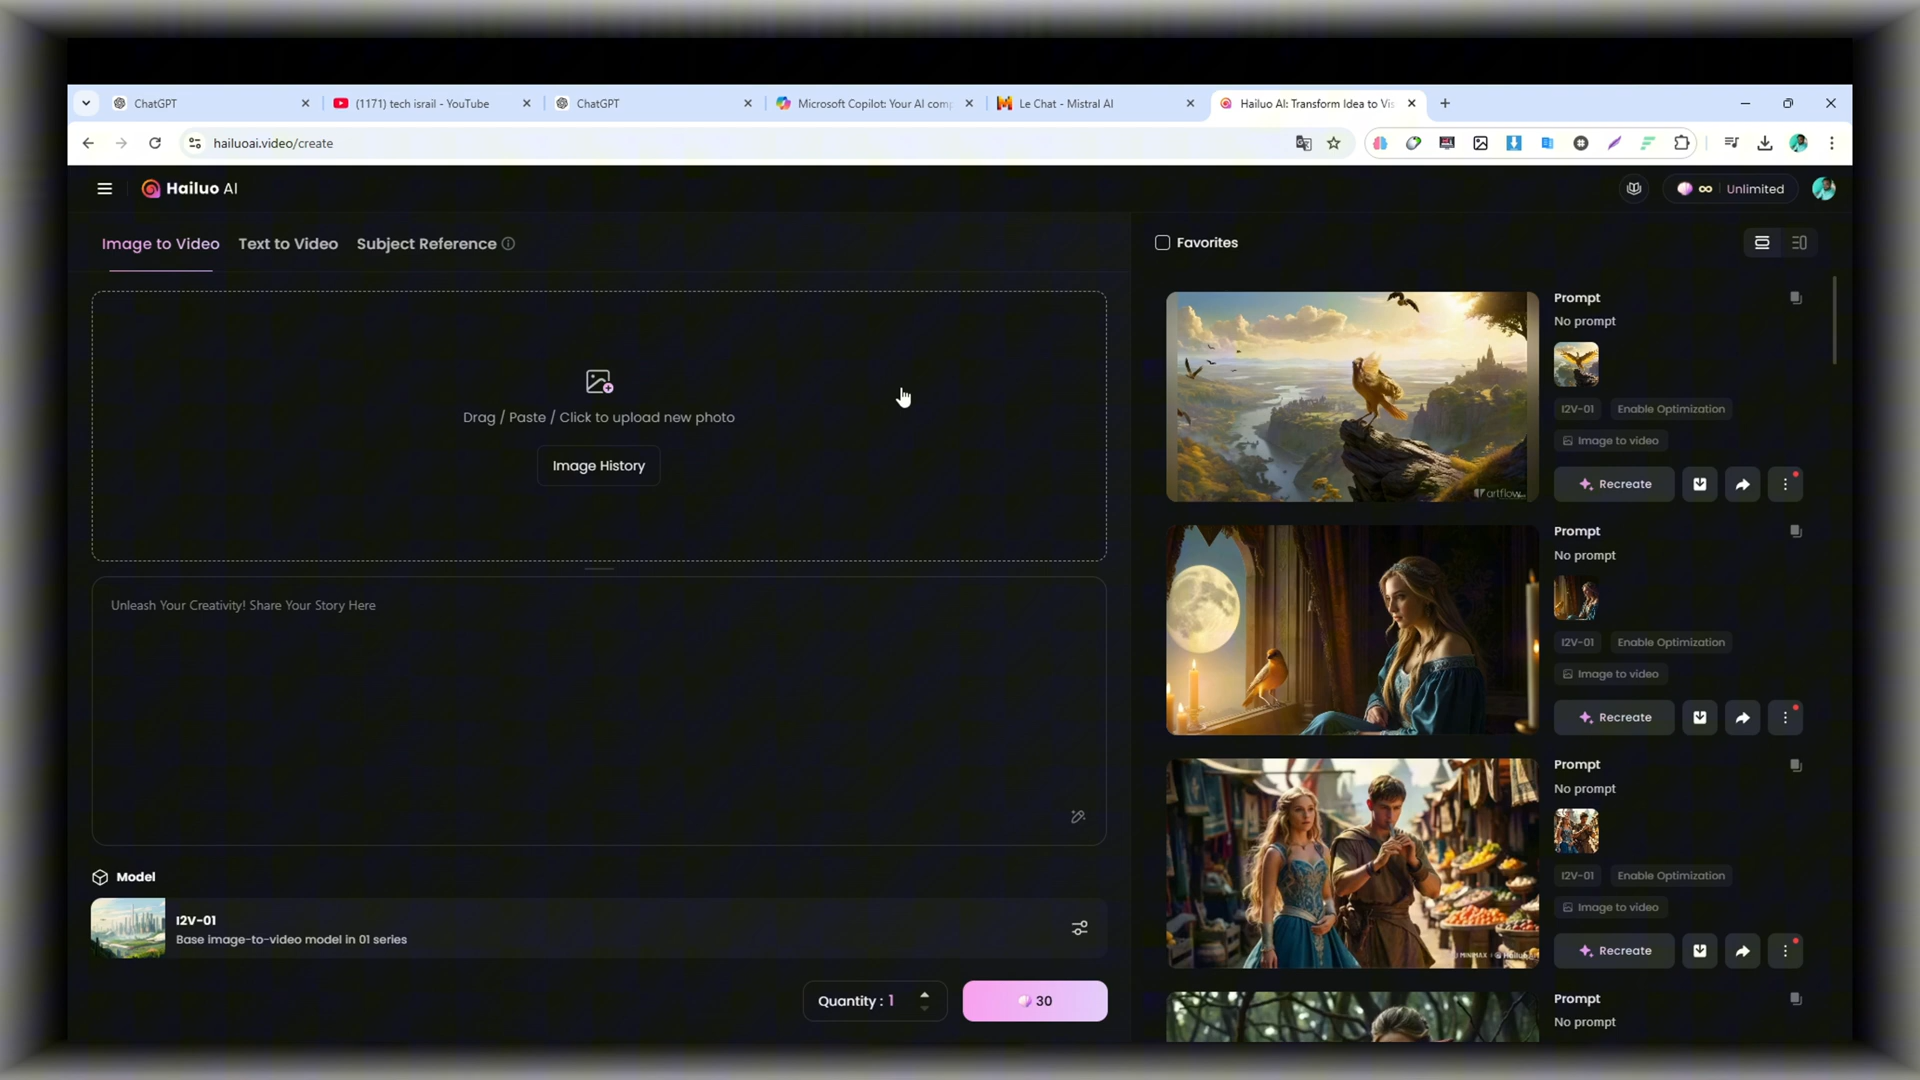 ChatGPT
(1171) tech israil - YouTube
ChatGPT
Microsoft Copilot: Your AI comp
Le Chat - Mistral AI
Hailuo AI: Transform Idea to Vis
hailuoai.video/create
Hailuo AI
Unlimited
Image to Video
Text to Video
Subject Reference
Favorites
Drag / Paste / Click to upload new photo
Image History
Unleash Your Creativity! Share Your Story Here
Model
I2V-01
Base image-to-video model in 01 series
Quantity : 1
30
Prompt
No prompt
I2V-01
Enable Optimization
Image to video
Recreate
artflow
Prompt
No prompt
I2V-01
Enable Optimization
Image to video
Recreate
Prompt
No prompt
I2V-01
Enable Optimization
Image to video
Recreate
MINIMAX
Prompt
No prompt